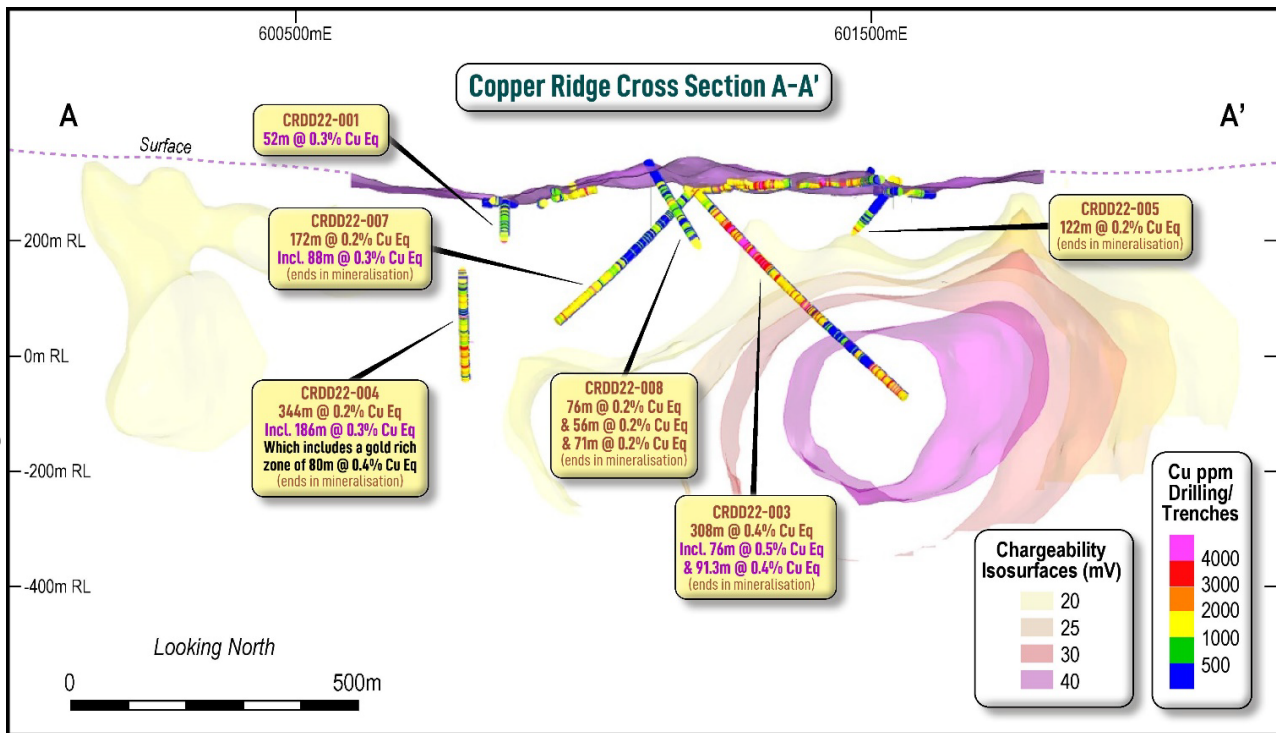 600500mE
601500mE
Copper Ridge Cross Section A-A'
A
A'
Surface
CRDD22-001
52m @ 0.3% Cu Eq
CRDD22-007
172m @ 0.2% Cu Eq
Incl. 88m @ 0.3% Cu Eq
(ends in mineralisation)
CRDD22-005
122m @ 0.2% Cu Eq
(ends in mineralisation)
200m RL
0m RL
-200m RL
-400m RL
CRDD22-004
344m @ 0.2% Cu Eq
Incl. 186m @ 0.3% Cu Eq
Which includes a gold rich
zone of 80m @ 0.4% Cu Eq
(ends in mineralisation)
CRDD22-008
76m @ 0.2% Cu Eq
& 56m @ 0.2% Cu Eq
& 71m @ 0.2% Cu Eq
(ends in mineralisation)
CRDD22-003
308m @ 0.4% Cu Eq
Incl. 76m @ 0.5% Cu Eq
& 91.3m @ 0.4% Cu Eq
(ends in mineralisation)
Looking North
0
500m
Chargeability
Isosurfaces (mV)
20
25
30
40
Cu ppm
Drilling/
Trenches
4000
3000
2000
1000
500